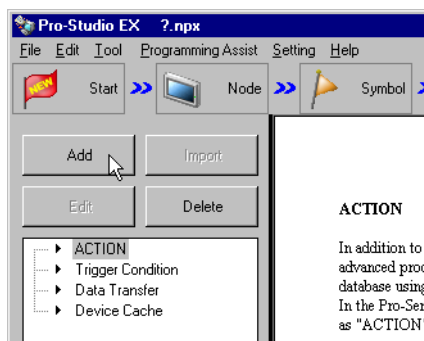 Pro-Studio EX ?.npx
File Edit Tool Programming Assist Setting Help
NEW Start Node Symbol
Add Import
Edit Delete
ACTION
Trigger Condition
Data Transfer
Device Cache
ACTION
In addition to
advanced proc
database using
In the Pro-Ser
as "ACTION"